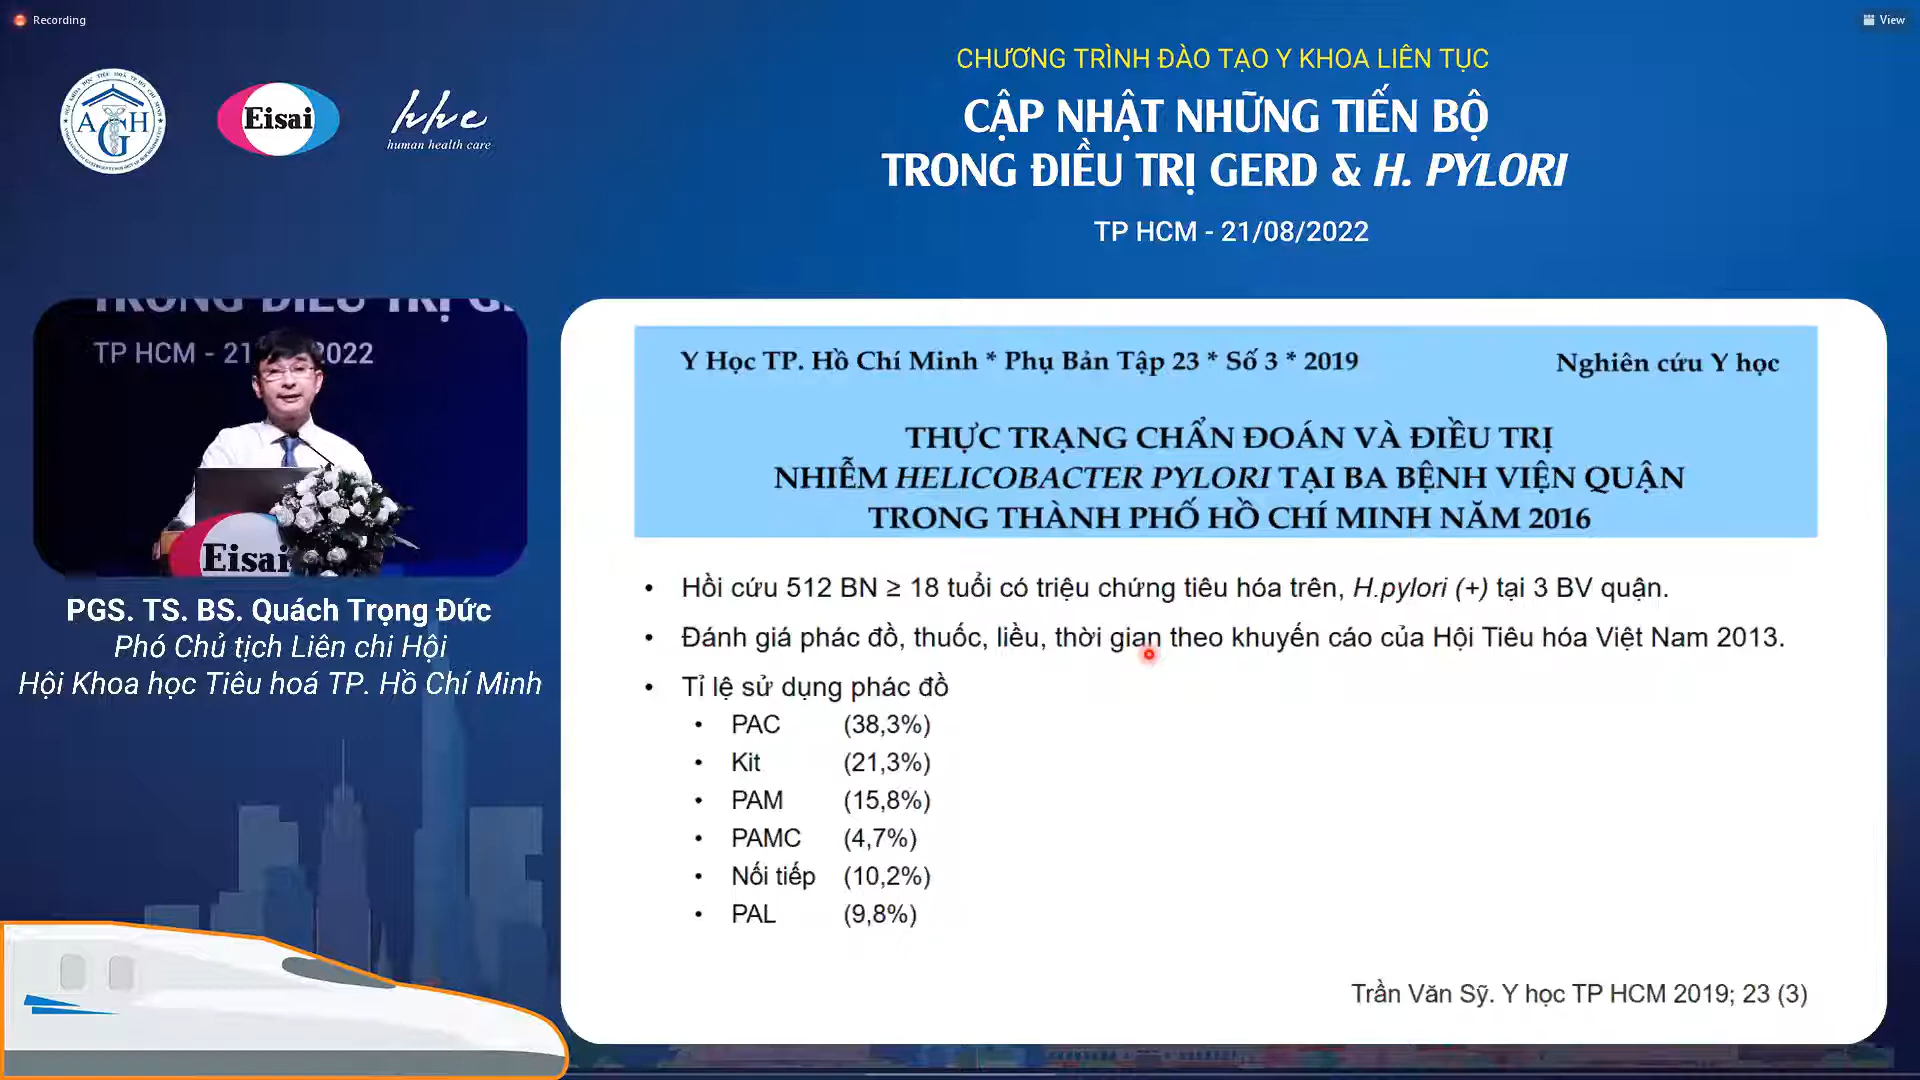 Recording
View
CHƯƠNG TRÌNH ĐÀO TẠO Y KHOA LIÊN TỤC
CẬP NHẬT NHỮNG TIẾN BỘ
TRONG ĐIỀU TRỊ GERD & H. PYLORI
TP HCM - 21/08/2022
AGH
Eisai
hhc
human health care
TRONG ĐIỀU TRỊ
TP HCM - 21 2022
Eisai
PGS. TS. BS. Quách Trọng Đức
Phó Chủ tịch Liên chi Hội
Hội Khoa học Tiêu hoá TP. Hồ Chí Minh
Y Học TP. Hồ Chí Minh * Phụ Bản Tập 23 * Số 3 * 2019 Nghiên cứu Y học
THỰC TRẠNG CHẨN ĐOÁN VÀ ĐIỀU TRỊ
NHIỄM HELICOBACTER PYLORI TẠI BA BỆNH VIỆN QUẬN
TRONG THÀNH PHỐ HỒ CHÍ MINH NĂM 2016
• Hồi cứu 512 BN ≥ 18 tuổi có triệu chứng tiêu hóa trên, H.pylori (+) tại 3 BV quận.
• Đánh giá phác đồ, thuốc, liều, thời gian theo khuyến cáo của Hội Tiêu hóa Việt Nam 2013.
• Tỉ lệ sử dụng phác đồ
• PAC (38,3%)
• Kit (21,3%)
• PAM (15,8%)
• PAMC (4,7%)
• Nối tiếp (10,2%)
• PAL (9,8%)
Trần Văn Sỹ. Y học TP HCM 2019; 23 (3)